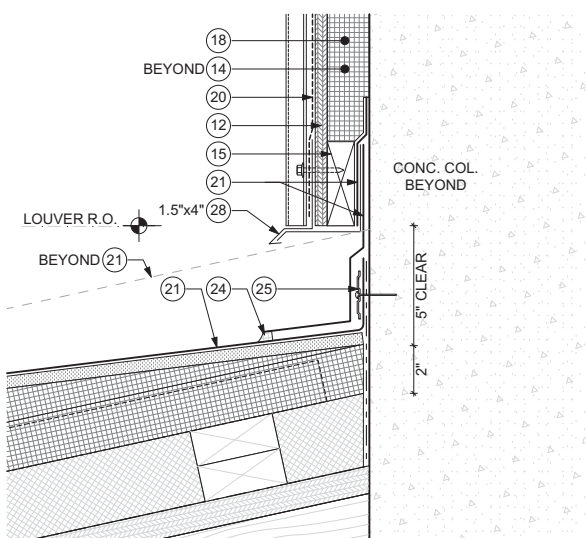 18
BEYOND 14
20
12
15
21
CONC. COL.
BEYOND
1.5"x4" 28
LOUVER R.O.
BEYOND 21
21 24 25
5" CLEAR
2"